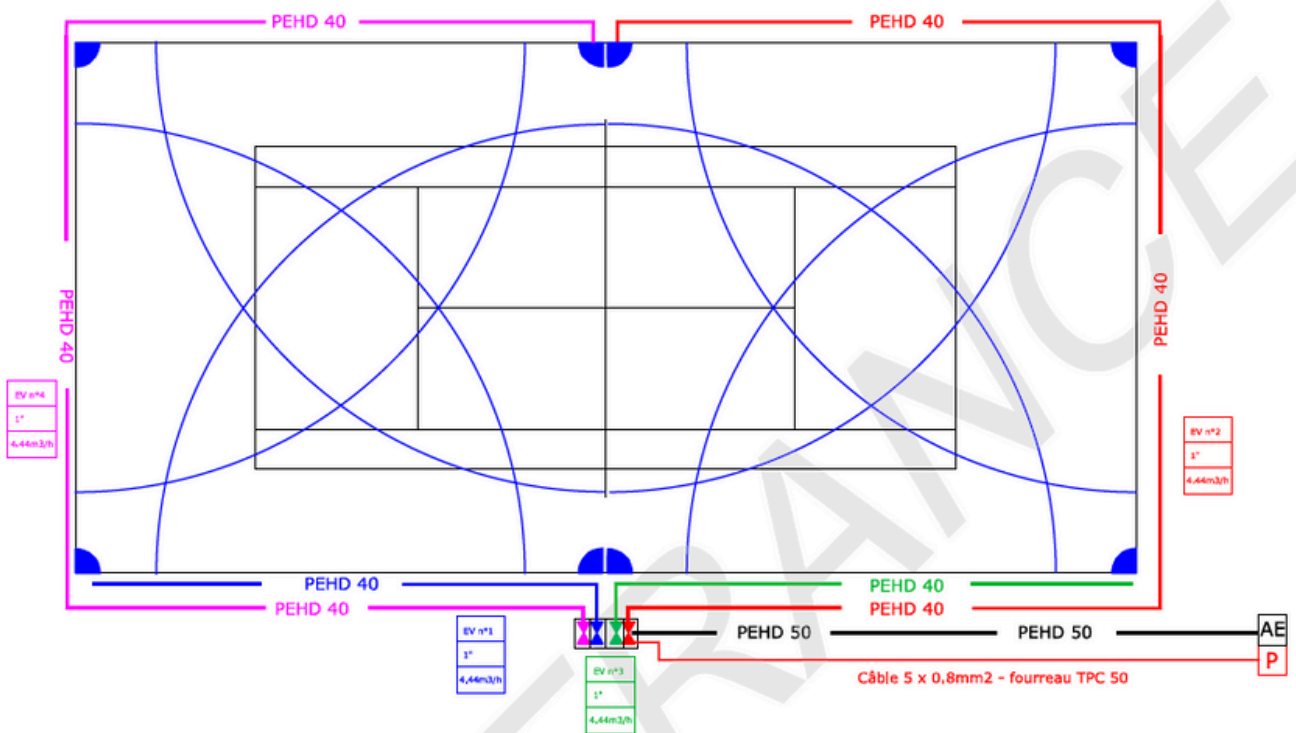 PEHD 40
PEHD 40
PEHD 40
PEHD 40
EV n°4
1"
4.44m3/h
EV n°2
1"
4.44m3/h
PEHD 40
PEHD 40
PEHD 40
PEHD 40
EV n°1
1"
4.44m3/h
PEHD 50
PEHD 50
AE
P
EV n°3
1"
4.44m3/h
Câble 5 x 0,8mm2 - fourreau TPC 50
FRANCE